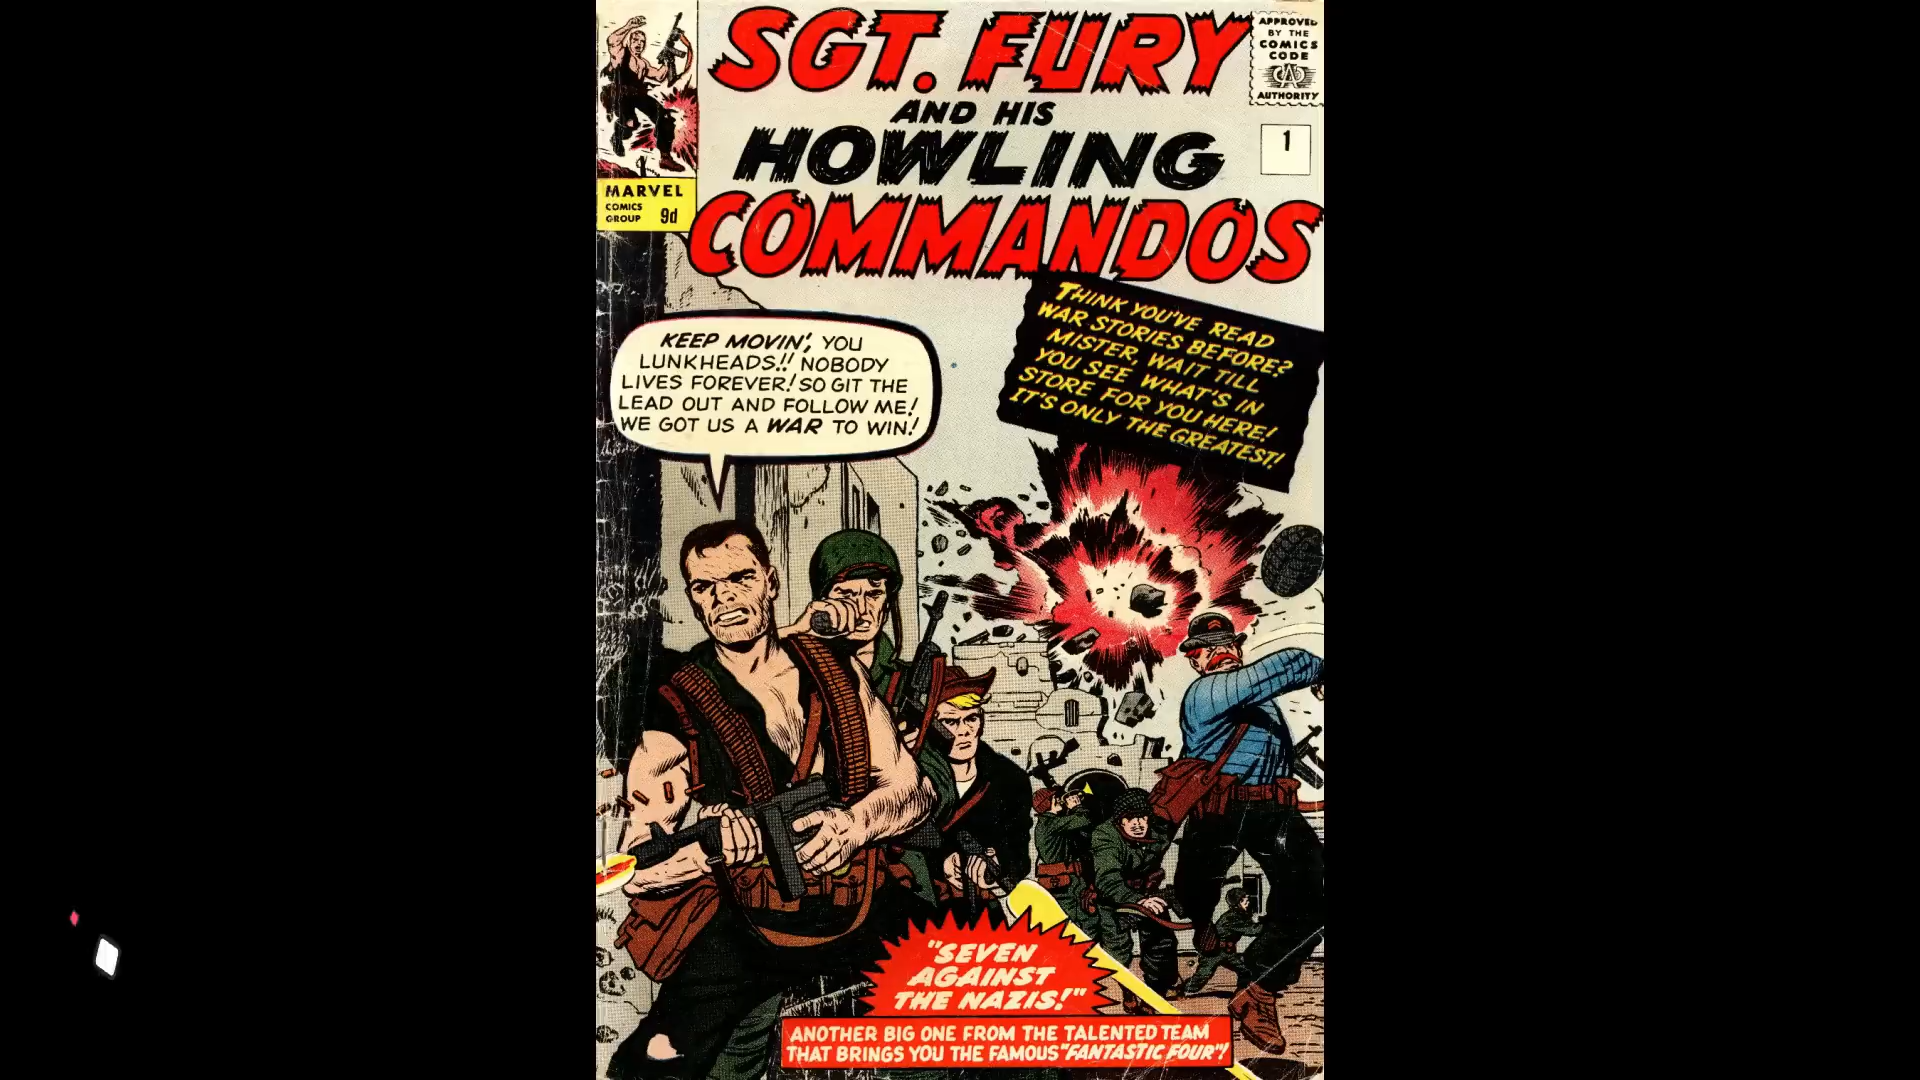 SGT. FURY
AND HIS
HOWLING
COMMANDOS
APPROVED
BY THE
COMICS
CODE
CA
AUTHORITY
1
MARVEL
COMICS
GROUP 9d
THINK YOU'VE READ
WAR STORIES BEFORE?
MISTER, WAIT TILL
YOU SEE WHAT'S IN
STORE FOR YOU HERE!
IT'S ONLY THE GREATEST!
KEEP MOVIN', YOU
LUNKHEADS!! NOBODY
LIVES FOREVER! SO GIT THE
LEAD OUT AND FOLLOW ME!
WE GOT US A WAR TO WIN!
"SEVEN
AGAINST
THE NAZIS!"
ANOTHER BIG ONE FROM THE TALENTED TEAM
THAT BRINGS YOU THE FAMOUS "FANTASTIC FOUR"!